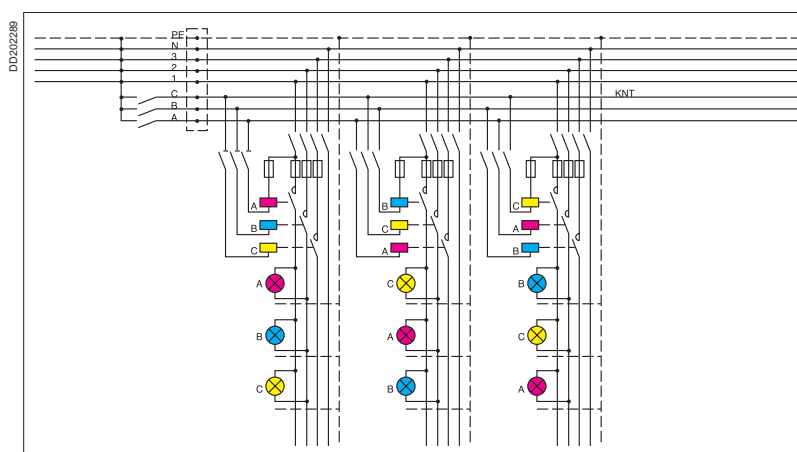 DD202289
PE
N
3
2
1
C KNT
B
A
A B C
B C A
C A B
A C B
B A C
C B A